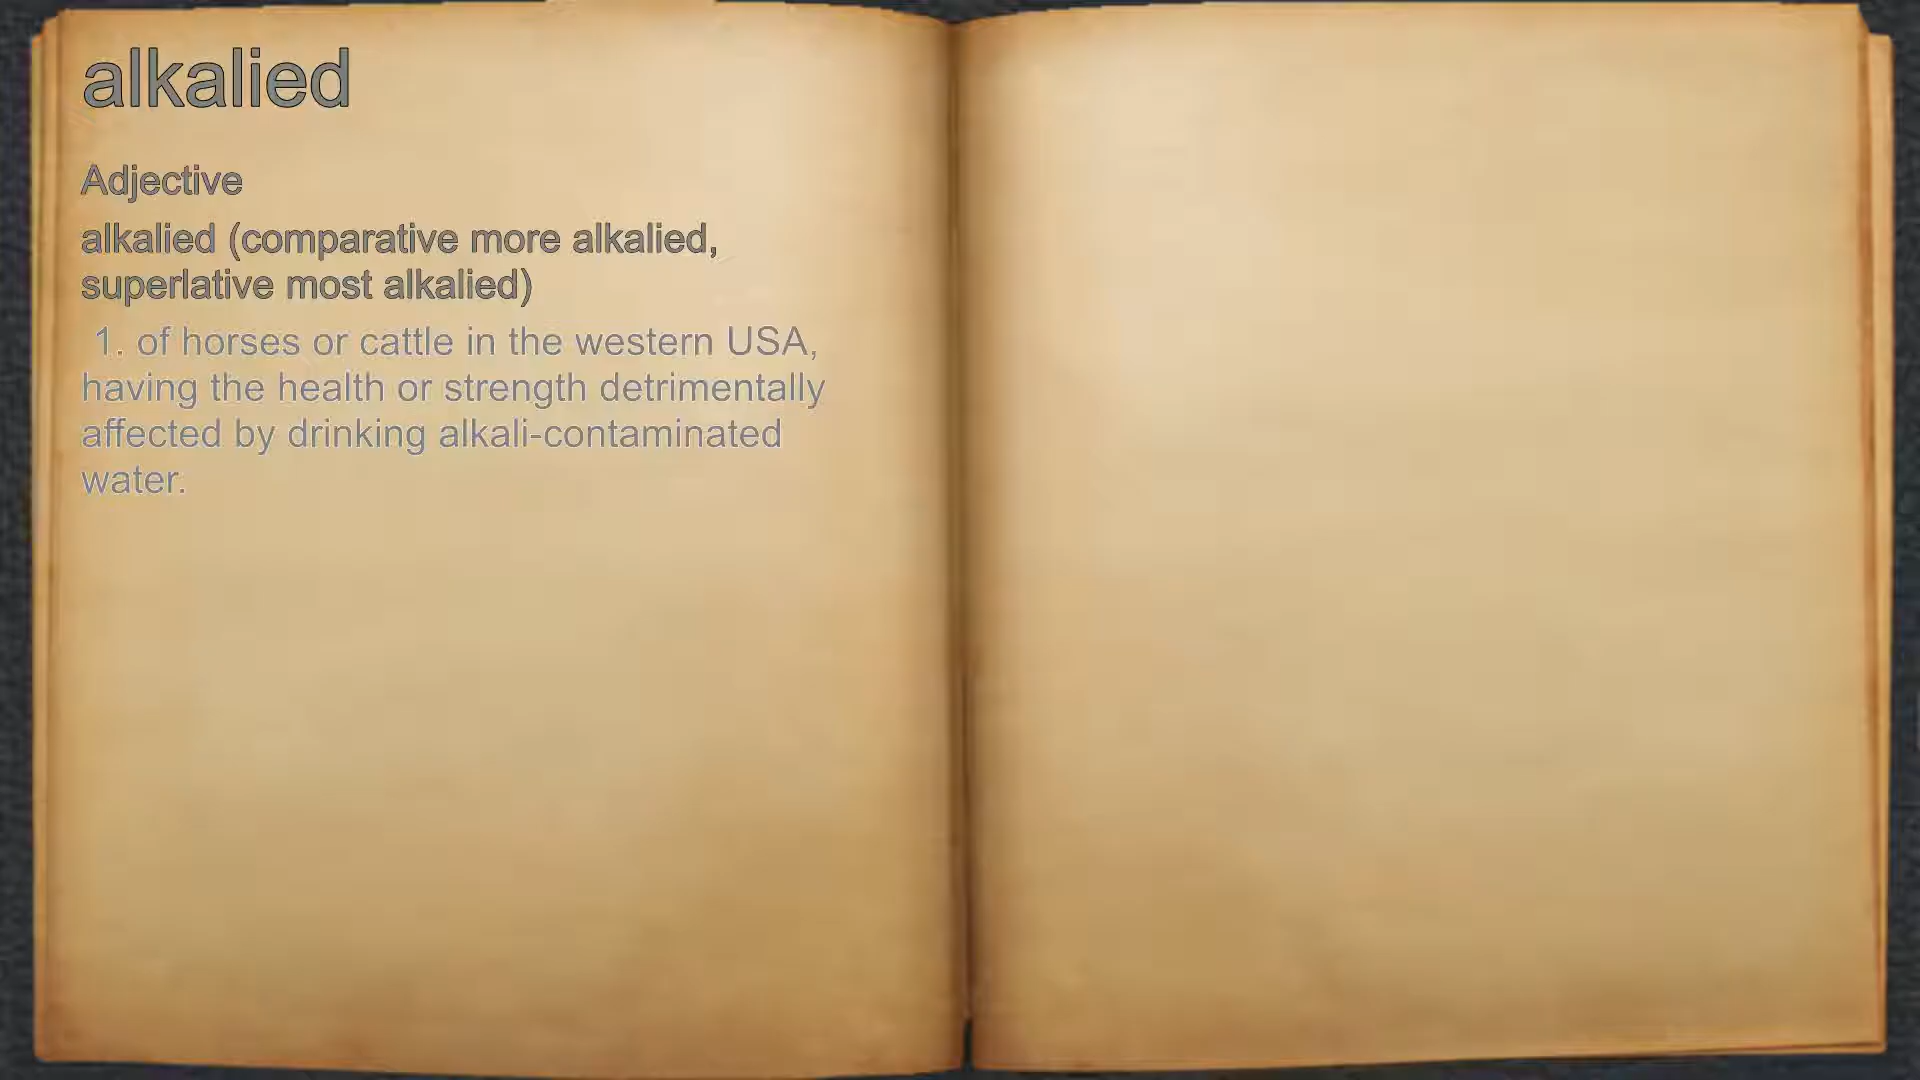 alkalied
Adjective
alkalied (comparative more alkalied,
superlative most alkalied)
1. of horses or cattle in the western USA,
having the health or strength detrimentally
affected by drinking alkali-contaminated
water.